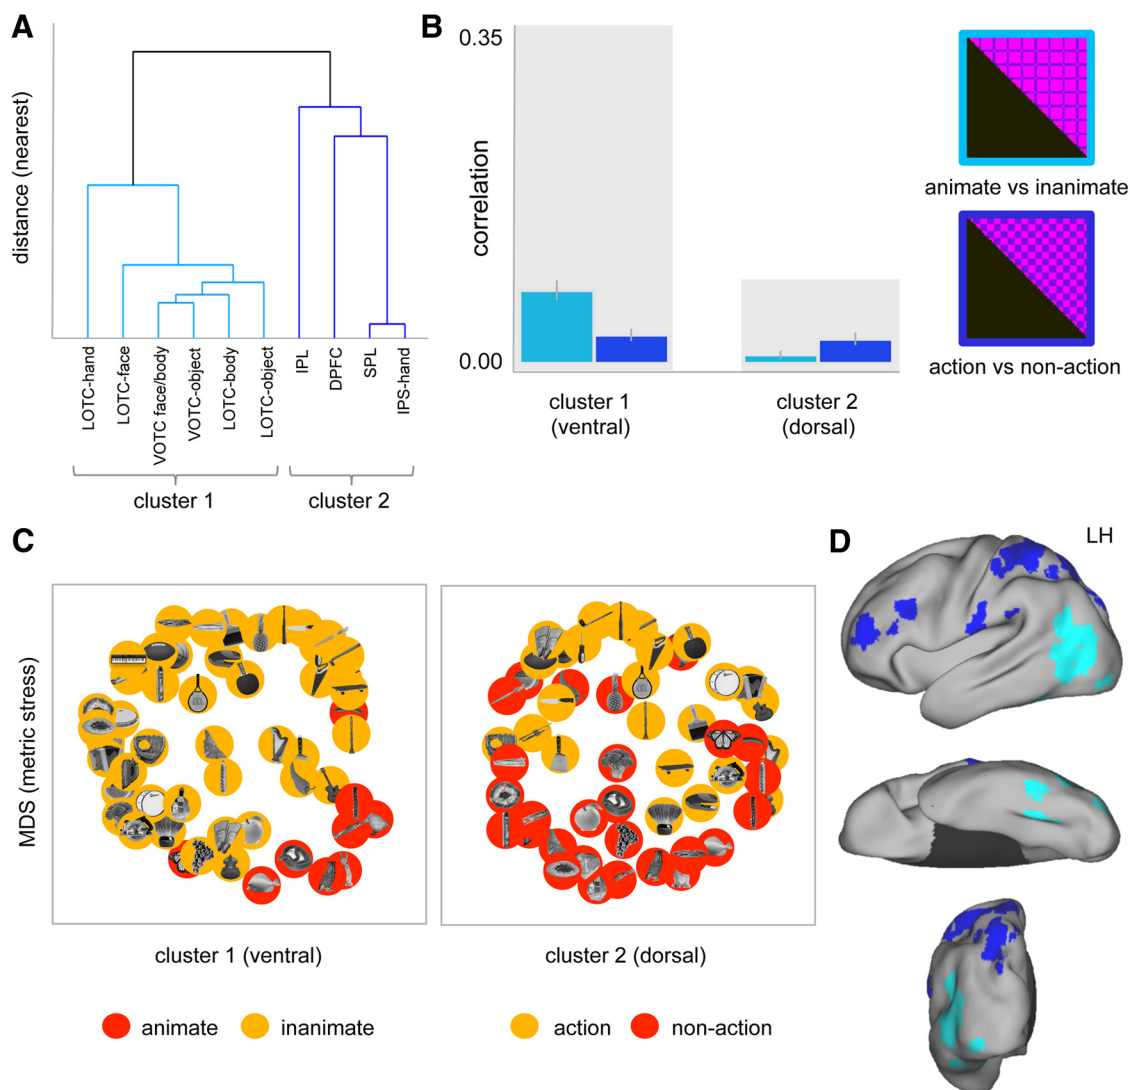 A
distance (nearest)
LOTC-hand
LOTC-face
VOTC face/body
VOTC-object
LOTC-body
LOTC-object
IPL
DPFC
SPL
IPS-hand
cluster 1
cluster 2
B
0.35
correlation
0.00
cluster 1
(ventral)
cluster 2
(dorsal)
animate vs inanimate
action vs non-action
C
MDS (metric stress)
cluster 1 (ventral)
cluster 2 (dorsal)
animate
inanimate
action
non-action
D
LH